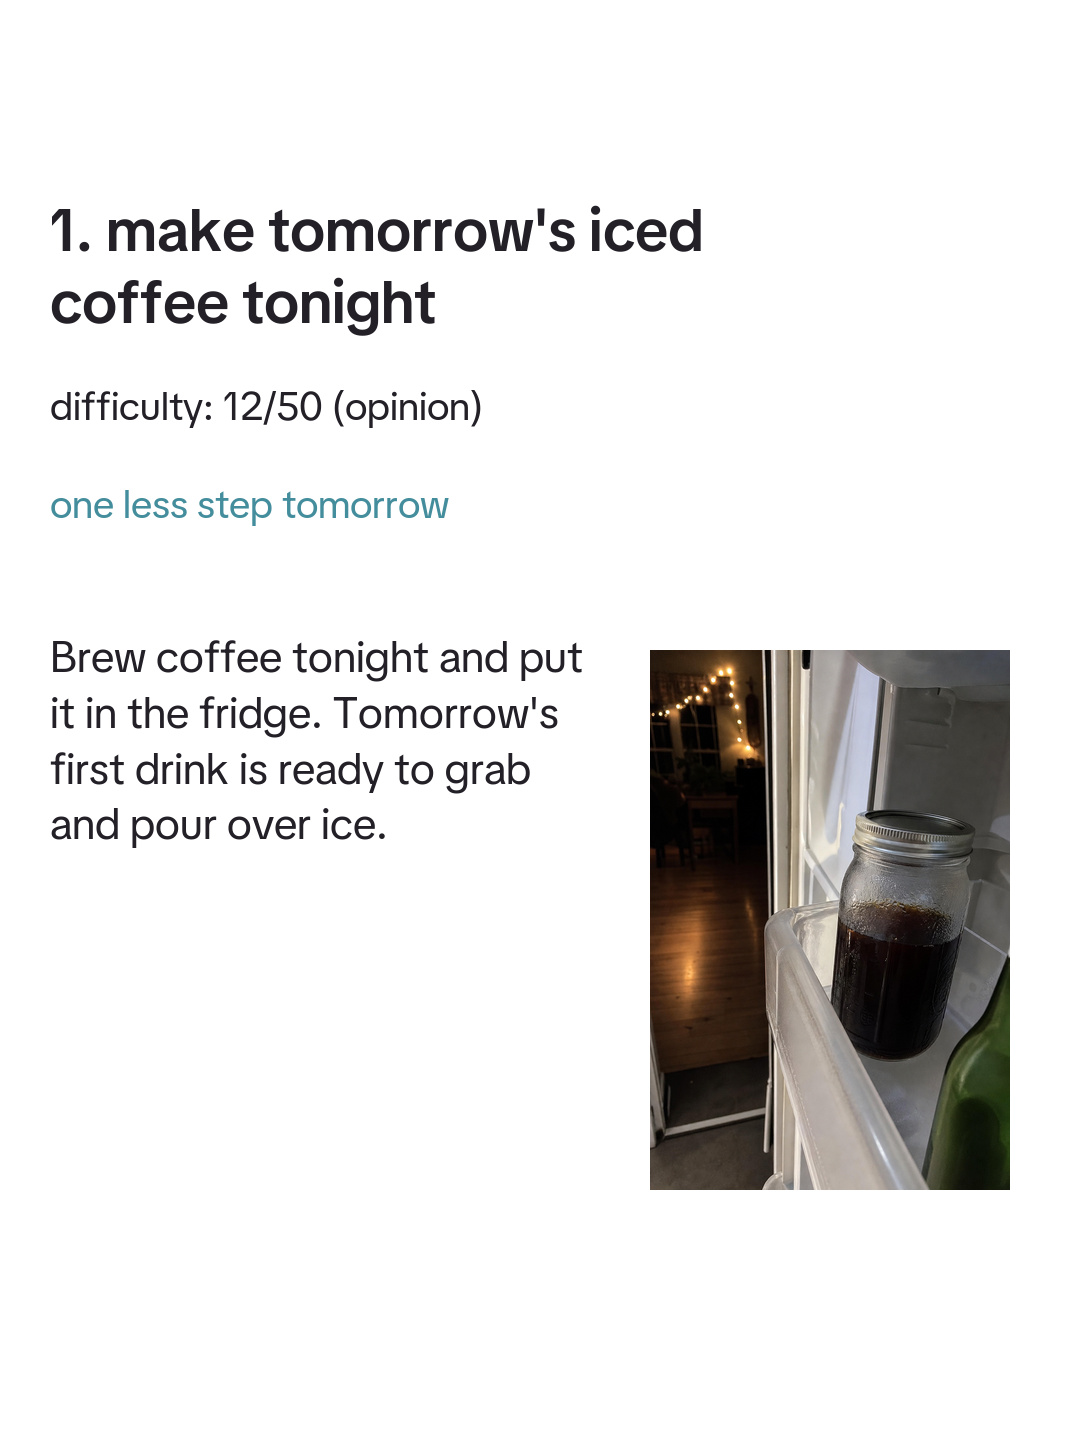 1. make tomorrow's iced
coffee tonight
difficulty: 12/50 (opinion)
one less step tomorrow
Brew coffee tonight and put
it in the fridge. Tomorrow's
first drink is ready to grab
and pour over ice.